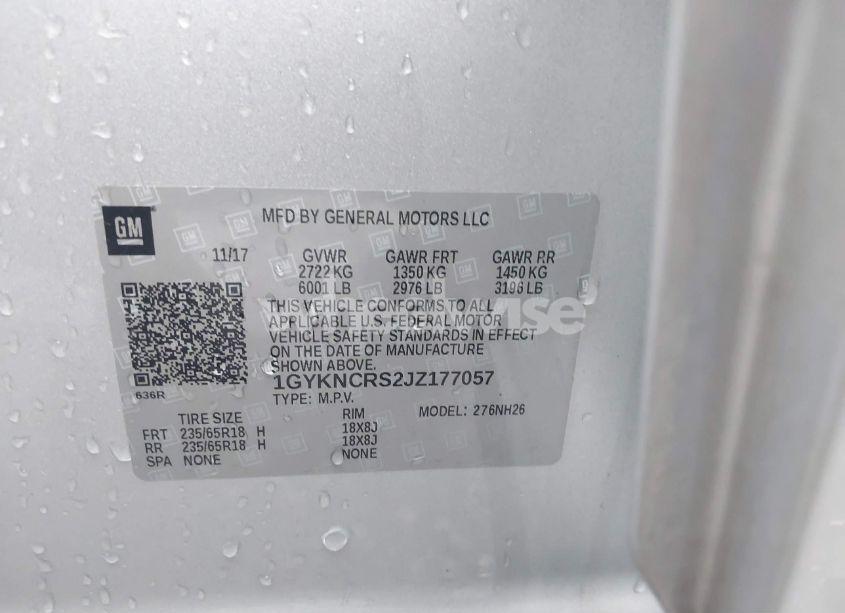 GM
MFD BY GENERAL MOTORS LLC
11/17 GVWR GAWR FRT GAWR RR
2722 KG 1350 KG 1450 KG
6001 LB 2976 LB 3196 LB
THIS VEHICLE CONFORMS TO ALL
APPLICABLE U.S. FEDERAL MOTOR
VEHICLE SAFETY STANDARDS IN EFFECT
ON THE DATE OF MANUFACTURE
SHOWN ABOVE.
1GYKNCRS2JZ177057
636R
TYPE: M.P.V.
TIRE SIZE RIM MODEL: 276NH26
FRT 235/65R18 H 18X8J
RR 235/65R18 H 18X8J
SPA NONE NONE